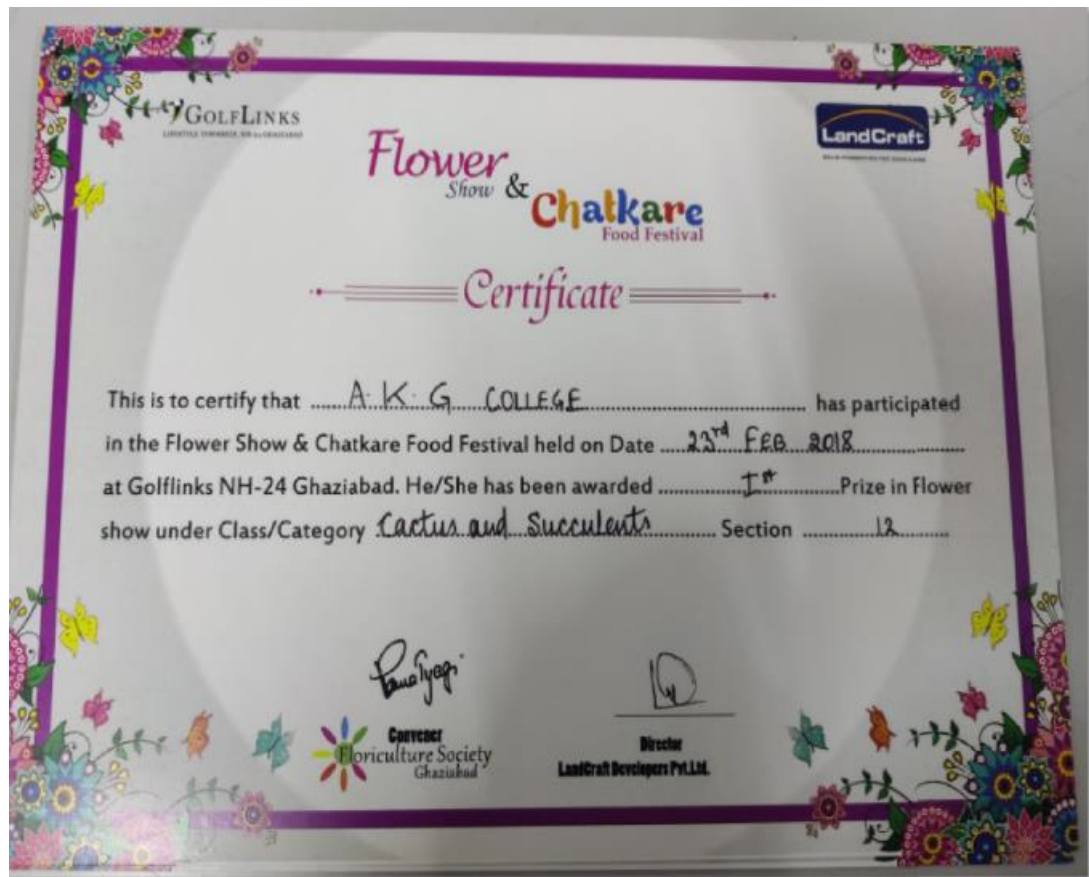 GOLFLINKS
LandCraft
Flower
Show &
Chatkare
Food Festival
Certificate
This is to certify that ......A.K.G COLLEGE...... has participated
in the Flower Show & Chatkare Food Festival held on Date ....23rd FEB 2018....
at Golflinks NH-24 Ghaziabad. He/She has been awarded ....Ist....Prize in Flower
show under Class/Category Cactus and Succulents.... Section ....12....
Convener
Floriculture Society
Ghaziabad
Director
LandCraft Developers Pvt.Ltd.